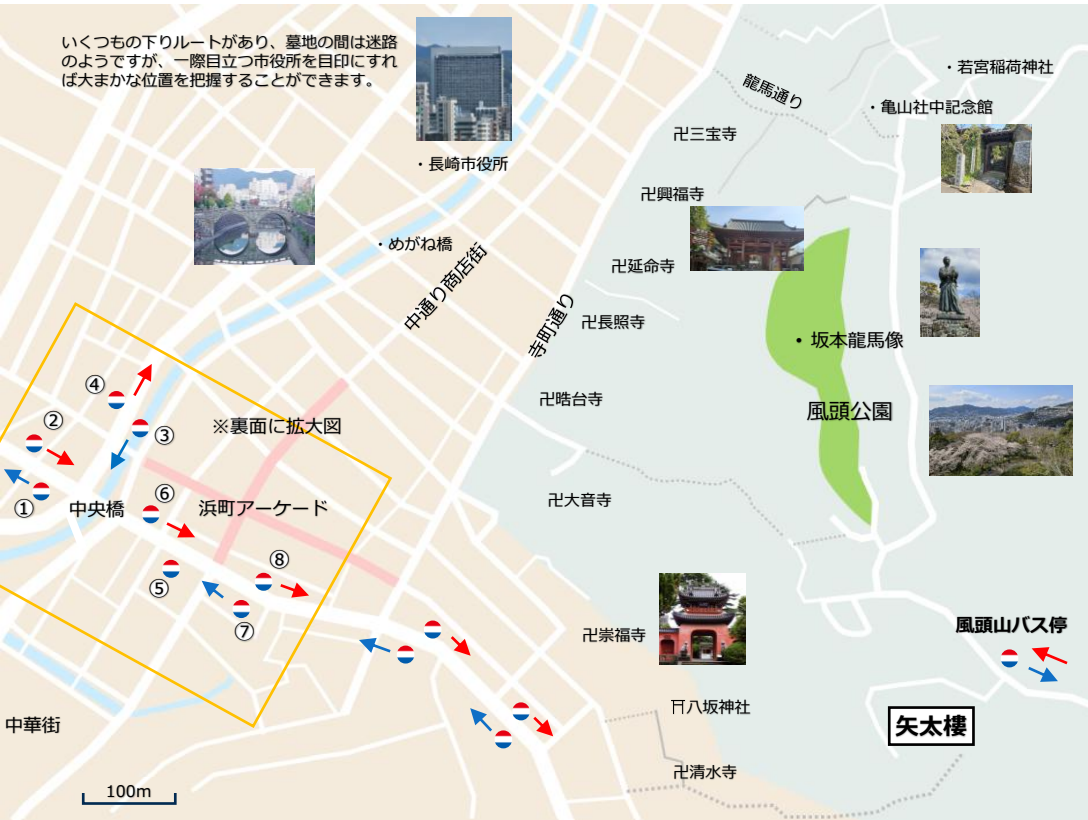 いくつもの下りルートがあり、墓地の間は迷路
のようですが、一際目立つ市役所を目印にすれ
ば大まかな位置を把握することができます。
・若宮稲荷神社
龍馬通り
・亀山社中記念館
卍三宝寺
・長崎市役所
卍興福寺
・めがね橋
卍延命寺
中通り商店街
寺町通り
卍長照寺
・坂本龍馬像
④
卍晧台寺
風頭公園
②
③
※裏面に拡大図
⑥
①
中央橋
浜町アーケード
卍大音寺
⑧
⑤
⑦
風頭山バス停
卍崇福寺
⛩八坂神社
中華街
矢太樓
卍清水寺
100m